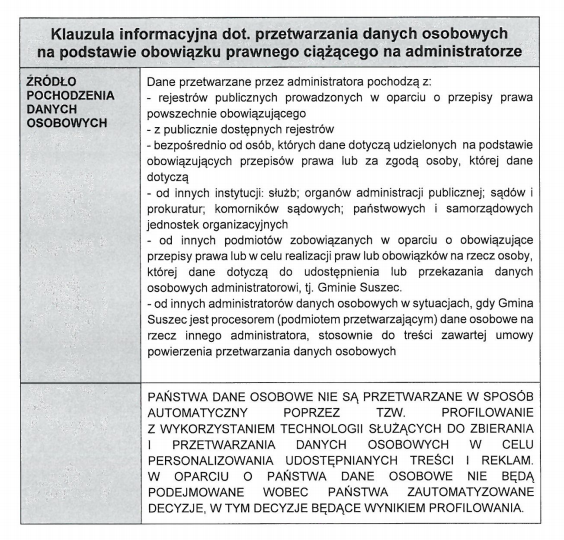 Klauzula informacyjna dot. przetwarzania danych osobowych
na podstawie obowiązku prawnego ciążącego na administratorze
ŹRÓDŁO
POCHODZENIA
DANYCH
OSOBOWYCH
Dane przetwarzane przez administratora pochodzą z:
- rejestrów publicznych prowadzonych w oparciu o przepisy prawa
powszechnie obowiązującego
- z publicznie dostępnych rejestrów
- bezpośrednio od osób, których dane dotyczą udzielonych na podstawie
obowiązujących przepisów prawa lub za zgodą osoby, której dane
dotyczą
- od innych instytucji: służb; organów administracji publicznej; sądów i
prokuratur; komorników sądowych; państwowych i samorządowych
jednostek organizacyjnych
- od innych podmiotów zobowiązanych w oparciu o obowiązujące
przepisy prawa lub w celu realizacji praw lub obowiązków na rzecz osoby,
której dane dotyczą do udostępnienia lub przekazania danych
osobowych administratorowi, tj. Gminie Suszec.
- od innych administratorów danych osobowych w sytuacjach, gdy Gmina
Suszec jest procesorem (podmiotem przetwarzającym) dane osobowe na
rzecz innego administratora, stosownie do treści zawartej umowy
powierzenia przetwarzania danych osobowych
PAŃSTWA DANE OSOBOWE NIE SĄ PRZETWARZANE W SPOSÓB
AUTOMATYCZNY POPRZEZ TZW. PROFILOWANIE
Z WYKORZYSTANIEM TECHNOLOGII SŁUŻĄCYCH DO ZBIERANIA
I PRZETWARZANIA DANYCH OSOBOWYCH W CELU
PERSONALIZOWANIA UDOSTĘPNIANYCH TREŚCI I REKLAM.
W OPARCIU O PAŃSTWA DANE OSOBOWE NIE BĘDĄ
PODEJMOWANE WOBEC PAŃSTWA ZAUTOMATYZOWANE
DECYZJE, W TYM DECYZJE BĘDĄCE WYNIKIEM PROFILOWANIA.